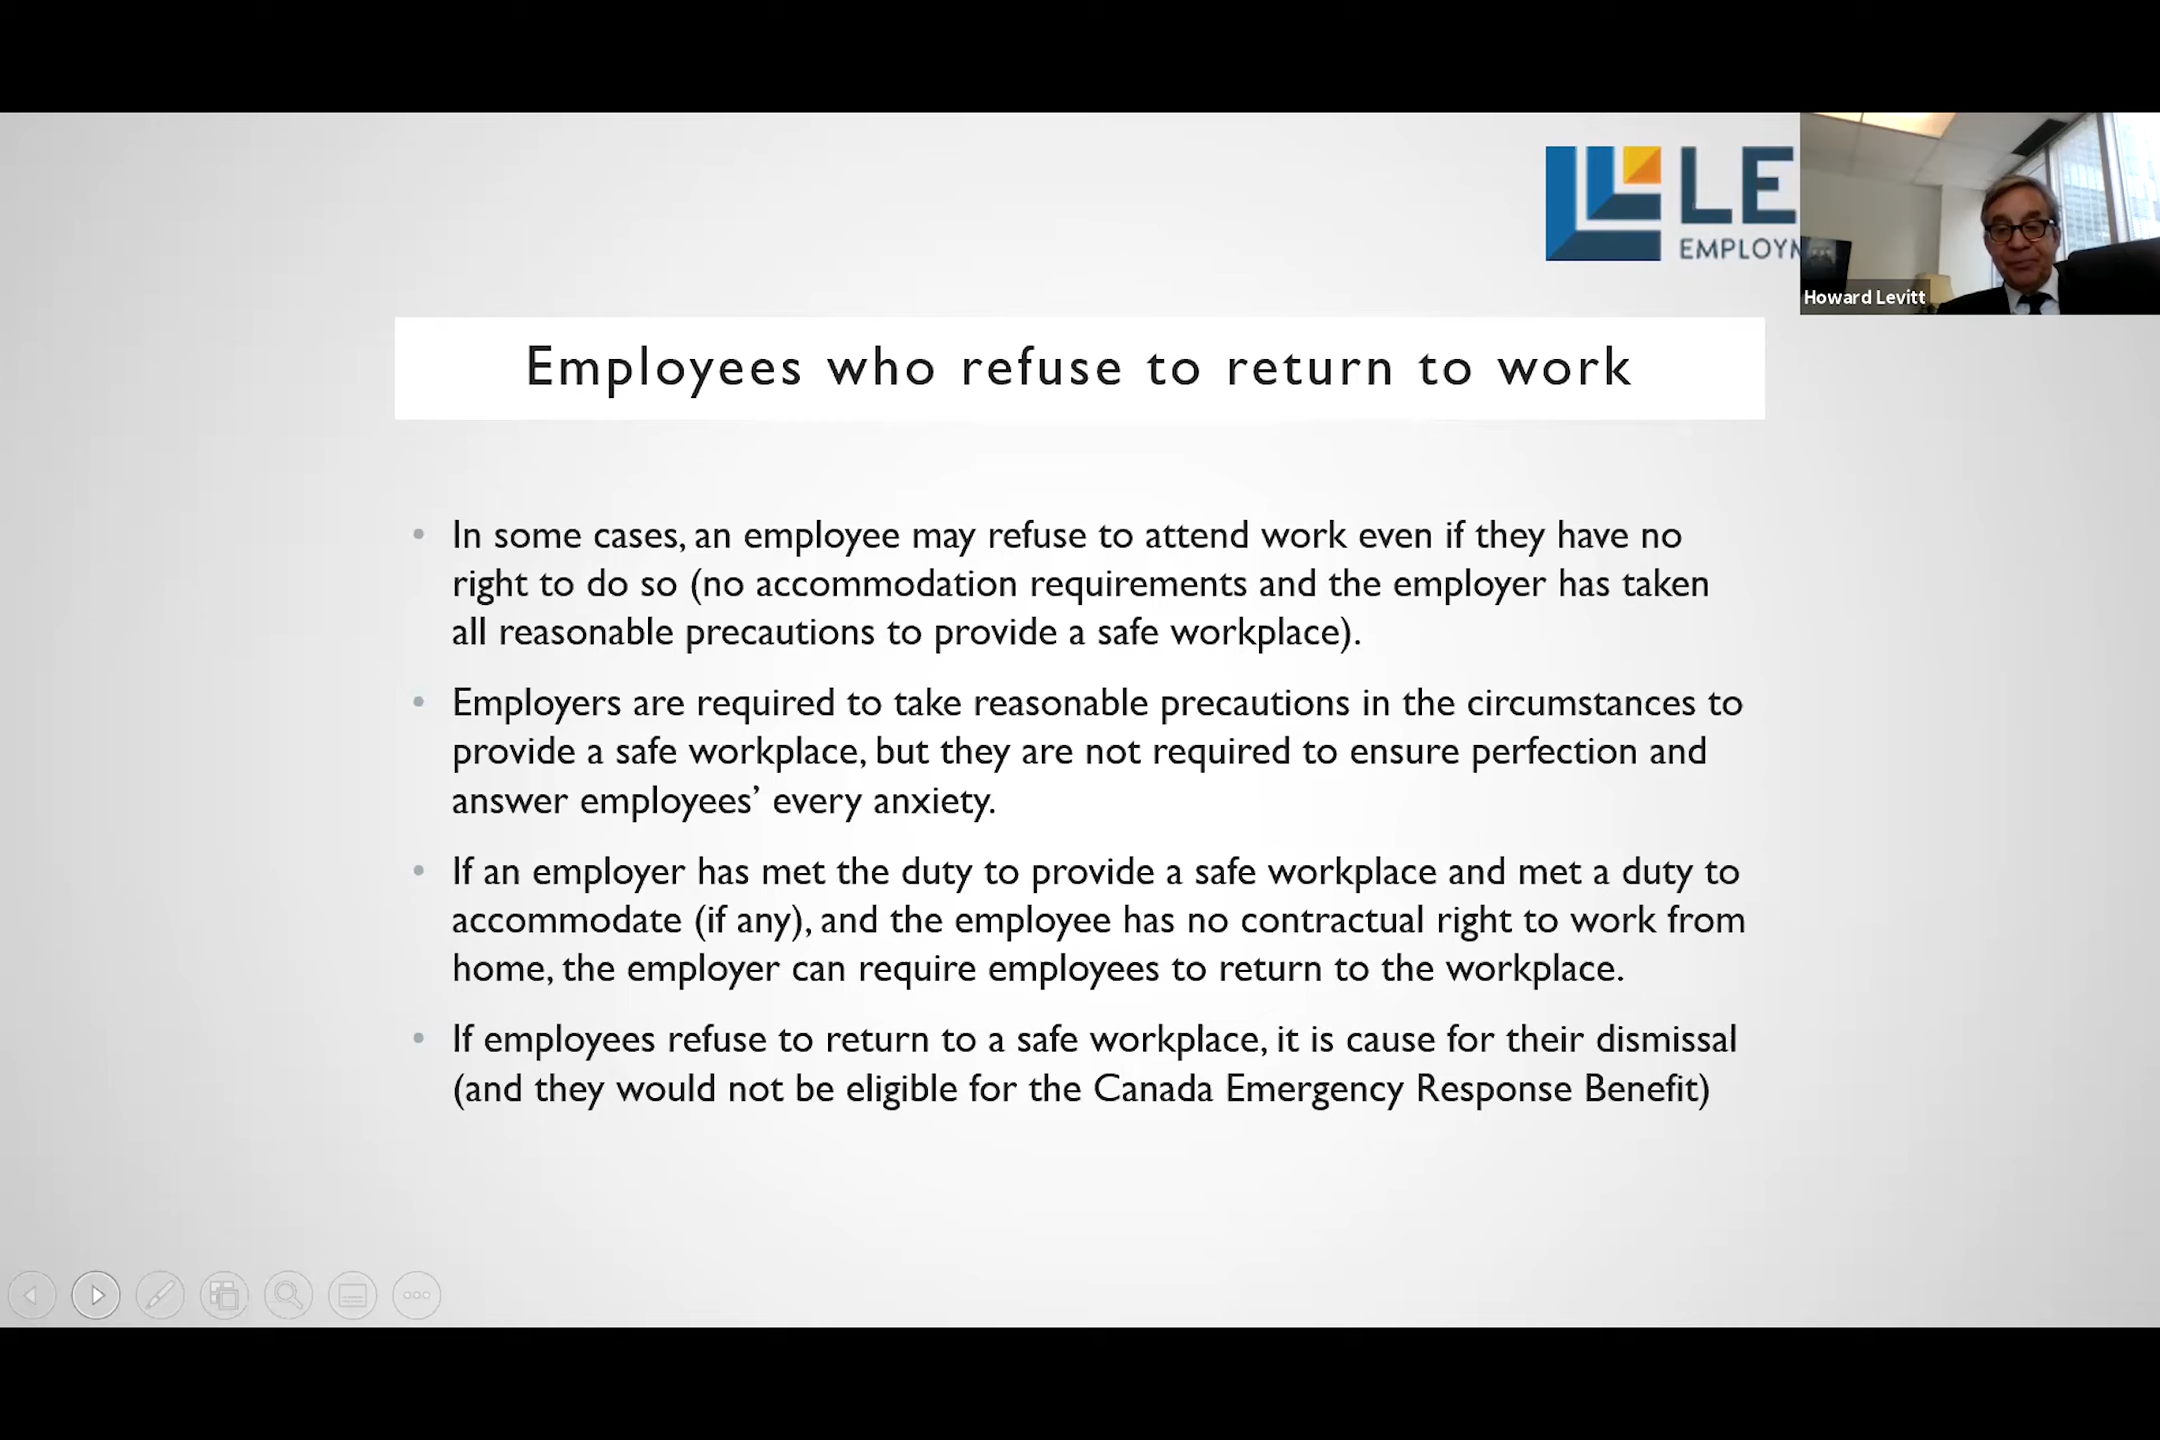 LE
EMPLOYM
Howard Levitt
Employees who refuse to return to work
• In some cases, an employee may refuse to attend work even if they have no
right to do so (no accommodation requirements and the employer has taken
all reasonable precautions to provide a safe workplace).
• Employers are required to take reasonable precautions in the circumstances to
provide a safe workplace, but they are not required to ensure perfection and
answer employees’ every anxiety.
• If an employer has met the duty to provide a safe workplace and met a duty to
accommodate (if any), and the employee has no contractual right to work from
home, the employer can require employees to return to the workplace.
• If employees refuse to return to a safe workplace, it is cause for their dismissal
(and they would not be eligible for the Canada Emergency Response Benefit)